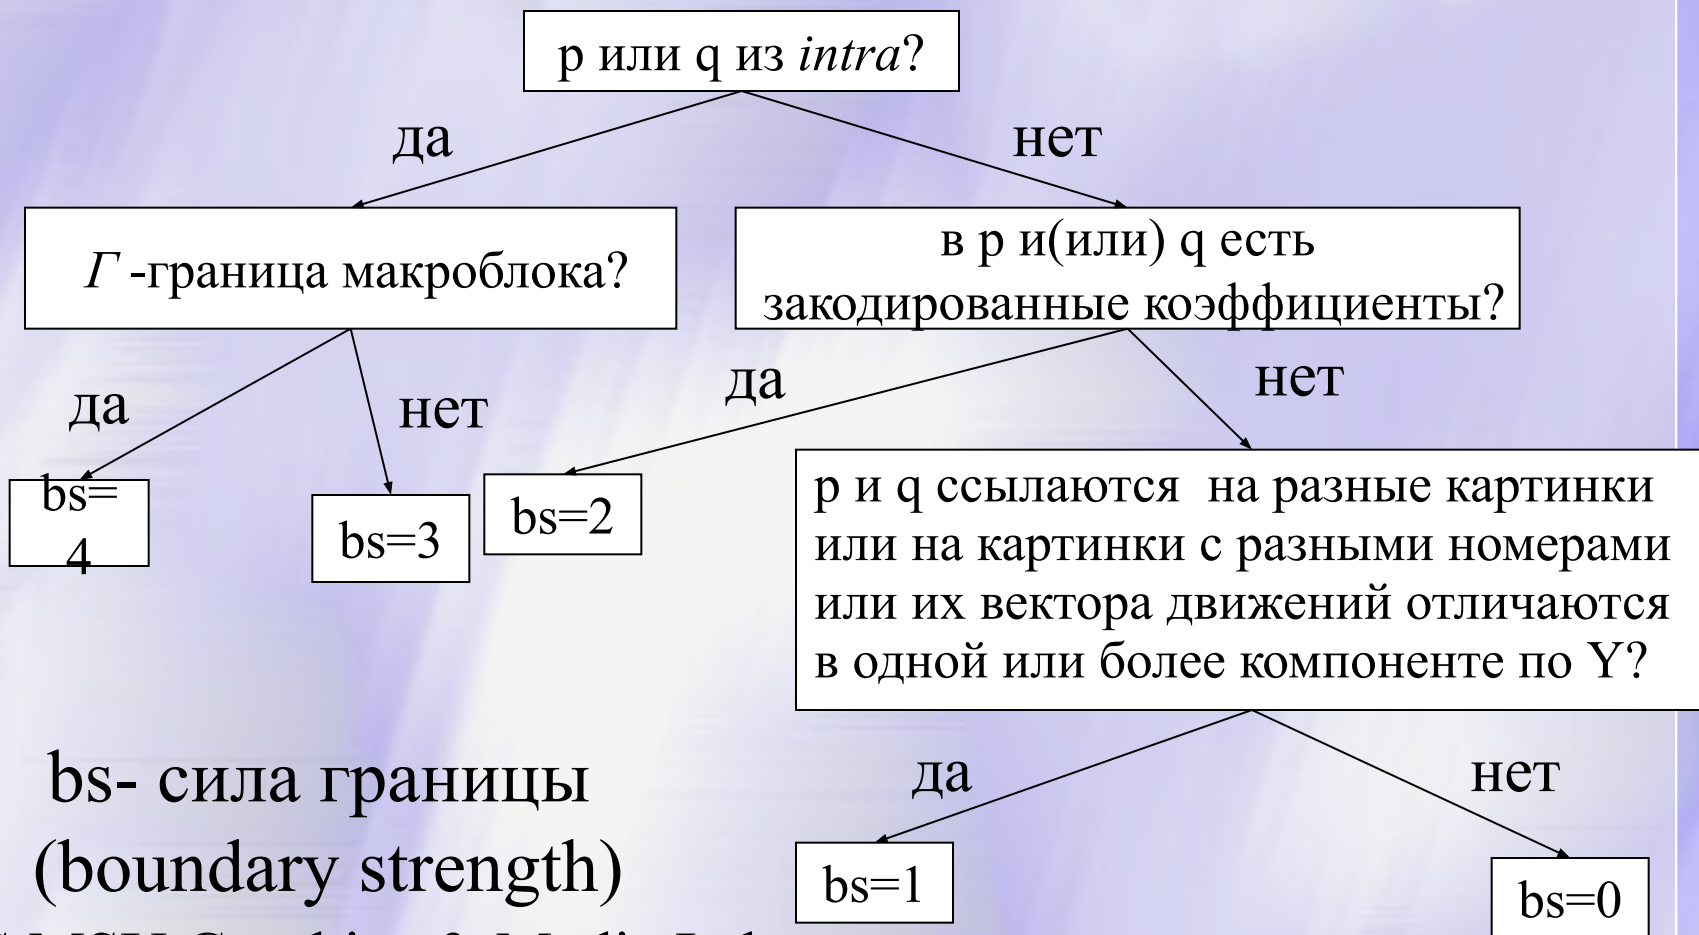 p или q из intra?
да
нет
Г -граница макроблока?
в p и(или) q есть
закодированные коэффициенты?
да
нет
да
нет
bs=
4
bs=3
bs=2
p и q ссылаются на разные картинки
или на картинки с разными номерами
или их вектора движений отличаются
в одной или более компоненте по Y?
да
нет
bs- сила границы
(boundary strength)
bs=1
bs=0